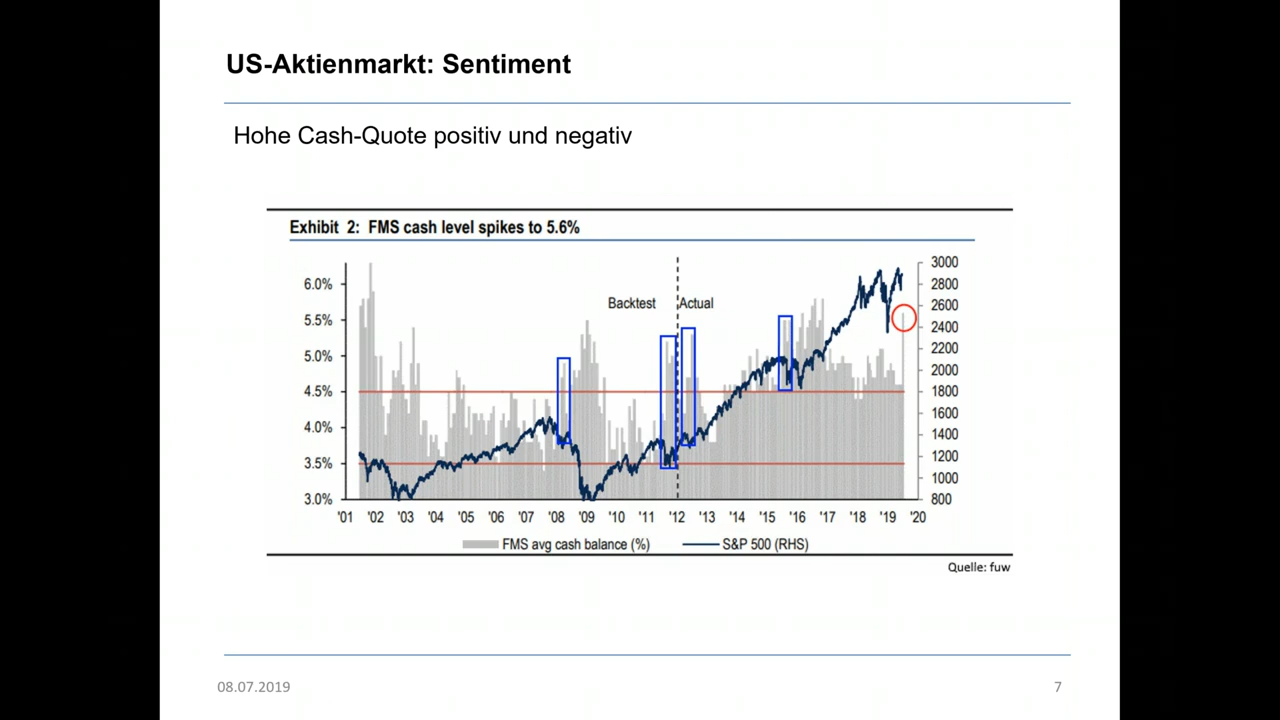 US-Aktienmarkt: Sentiment
Hohe Cash-Quote positiv und negativ
Exhibit 2: FMS cash level spikes to 5.6%
6.0%
5.5%
5.0%
4.5%
4.0%
3.5%
3.0%
Backtest
Actual
3000
2800
2600
2400
2200
2000
1800
1600
1400
1200
1000
800
'01 '02 '03 '04 '05 '06 '07 '08 '09 '10 '11 '12 '13 '14 '15 '16 '17 '18 '19 '20
FMS avg cash balance (%) S&P 500 (RHS)
Quelle: fuw
08.07.2019
7